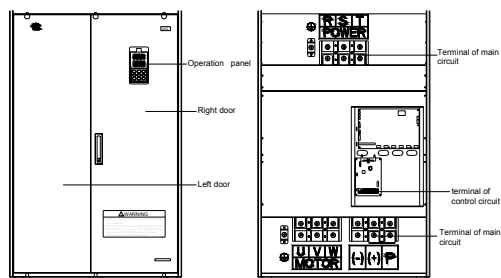 R S T
POWER
Operation panel
Terminal of main
circuit
Right door
Left door
WARNING
terminal of
control circuit
Terminal of main
circuit
U V W
MOTOR
(-) (+) P